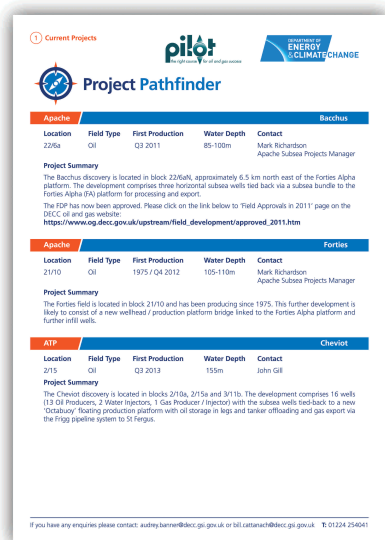 1 Current Projects
pilot
the right course for oil and gas success
DEPARTMENT OF
ENERGY
& CLIMATE CHANGE
Project Pathfinder
Apache Bacchus
Location Field Type First Production Water Depth Contact
22/6a Oil Q3 2011 85-100m Mark Richardson
Apache Subsea Projects Manager
Project Summary
The Bacchus discovery is located in block 22/6aN, approximately 6.5 km north east of the Forties Alpha
platform. The development comprises three horizontal subsea wells tied back via a subsea bundle to the
Forties Alpha (FA) platform for processing and export.
The FDP has now been approved. Please click on the link below to 'Field Approvals in 2011' page on the
DECC oil and gas website:
https://www.og.decc.gov.uk/upstream/field_development/approved_2011.htm
Apache Forties
Location Field Type First Production Water Depth Contact
21/10 Oil 1975 / Q4 2012 105-110m Mark Richardson
Apache Subsea Projects Manager
Project Summary
The Forties field is located in block 21/10 and has been producing since 1975. This further development is
likely to consist of a new wellhead / production platform bridge linked to the Forties Alpha platform and
further infill wells.
ATP Cheviot
Location Field Type First Production Water Depth Contact
2/15 Oil Q3 2013 155m John Gill
Project Summary
The Cheviot discovery is located in blocks 2/10a, 2/15a and 3/11b. The development comprises 16 wells
(13 Oil Producers, 2 Water Injectors, 1 Gas Producer / Injector) with the subsea wells tied-back to a new
'Octabuoy' floating production platform with oil storage in legs and tanker offloading and gas export via
the Frigg pipeline system to St Fergus.
If you have any enquiries please contact: audrey.banner@decc.gsi.gov.uk or bill.cattanach@decc.gsi.gov.uk T: 01224 254041